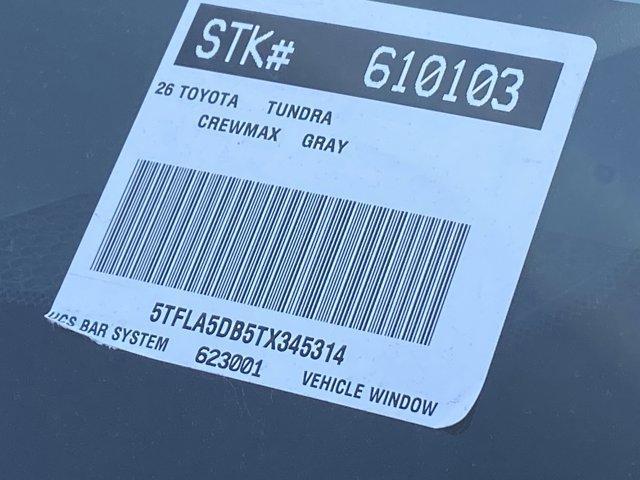 STK# 610103
26 TOYOTA TUNDRA
CREWMAX GRAY
5TFLA5DB5TX345314
BAR SYSTEM 623001 VEHICLE WINDOW